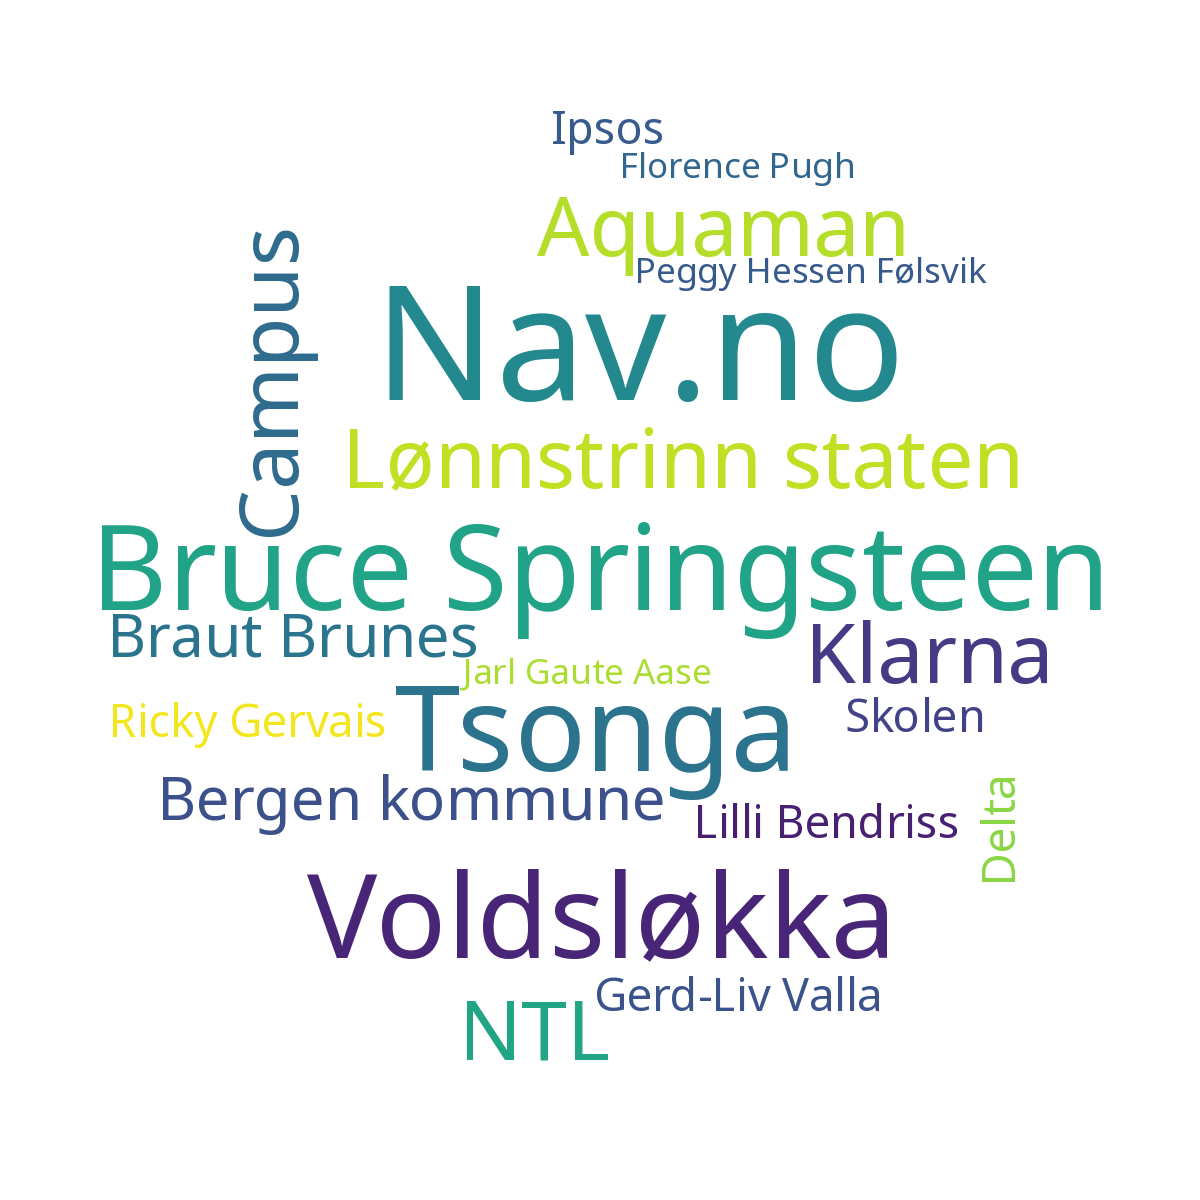 Ipsos
Florence Pugh
Aquaman
Peggy Hessen Følsvik
Campus
Nav.no
Lønnstrinn staten
Bruce Springsteen
Braut Brunes
Klarna
Jarl Gaute Aase
Ricky Gervais
Tsonga
Skolen
Bergen kommune
Lilli Bendriss
Delta
Voldsløkka
Gerd-Liv Valla
NTL